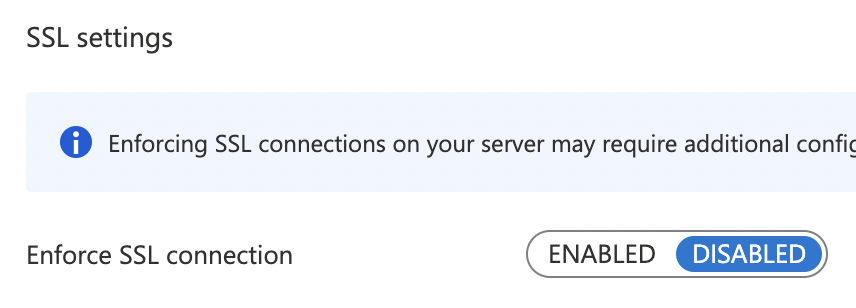 SSL settings
Enforcing SSL connections on your server may require additional
Enforce SSL connection
ENABLED DISABLED